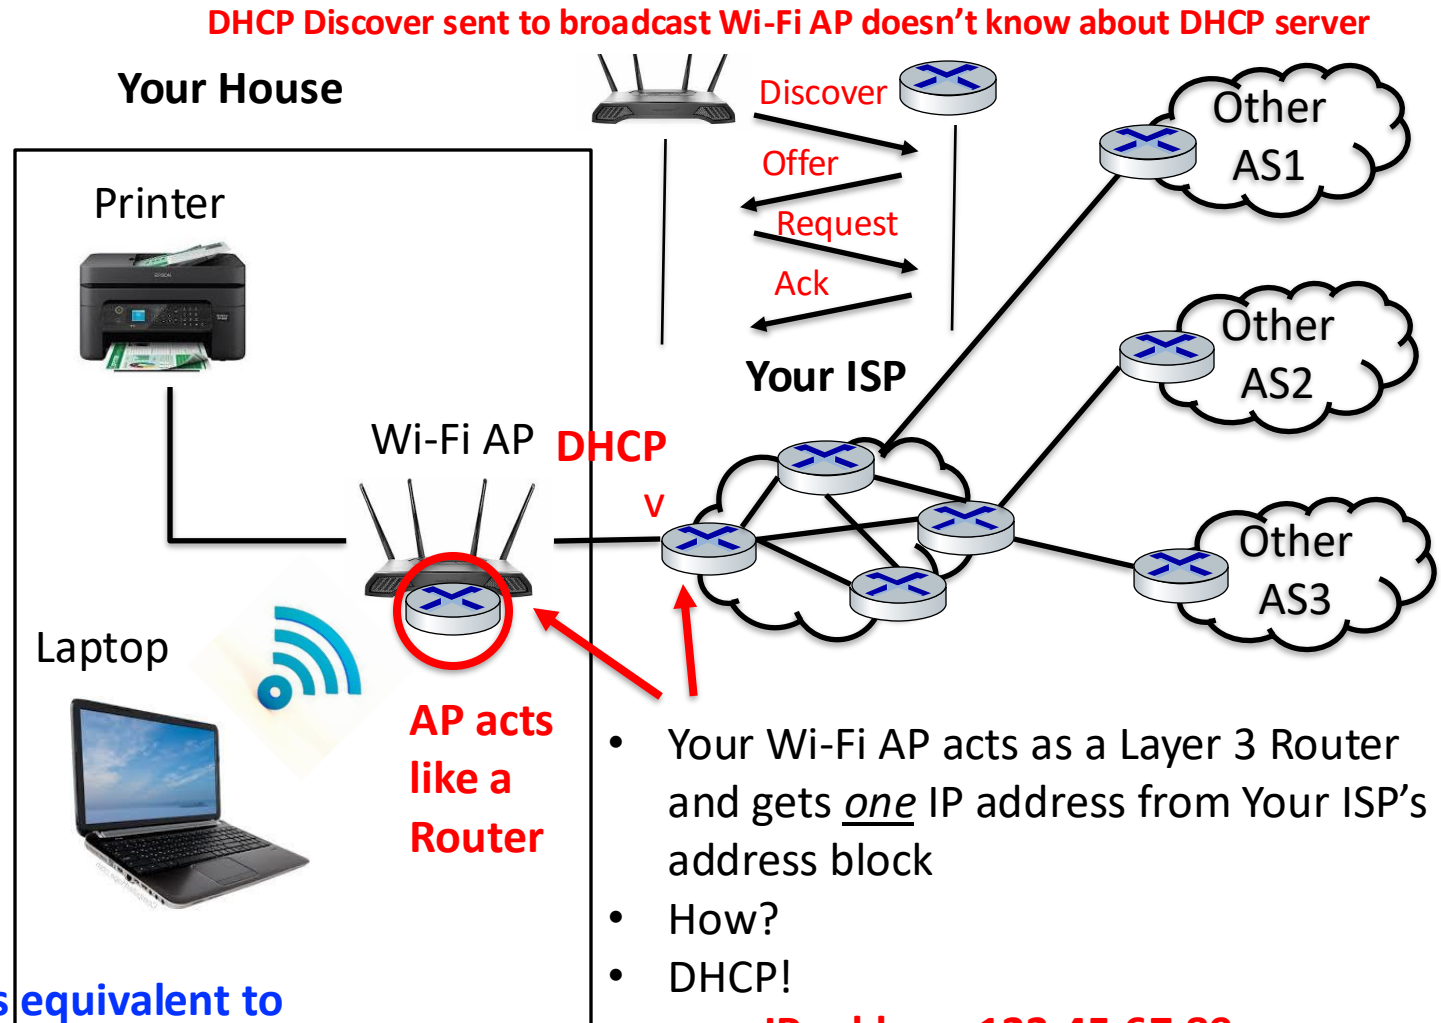 DHCP Discover sent to broadcast Wi-Fi AP doesn’t know about DHCP server
Your House
Discover
Offer
Request
Ack
Other
AS1
Printer
Your ISP
Other
AS2
Wi-Fi AP
DHCP
v
Other
AS3
Laptop
AP acts
like a
Router
• Your Wi-Fi AP acts as a Layer 3 Router
and gets one IP address from Your ISP’s
address block
• How?
• DHCP!
equivalent to